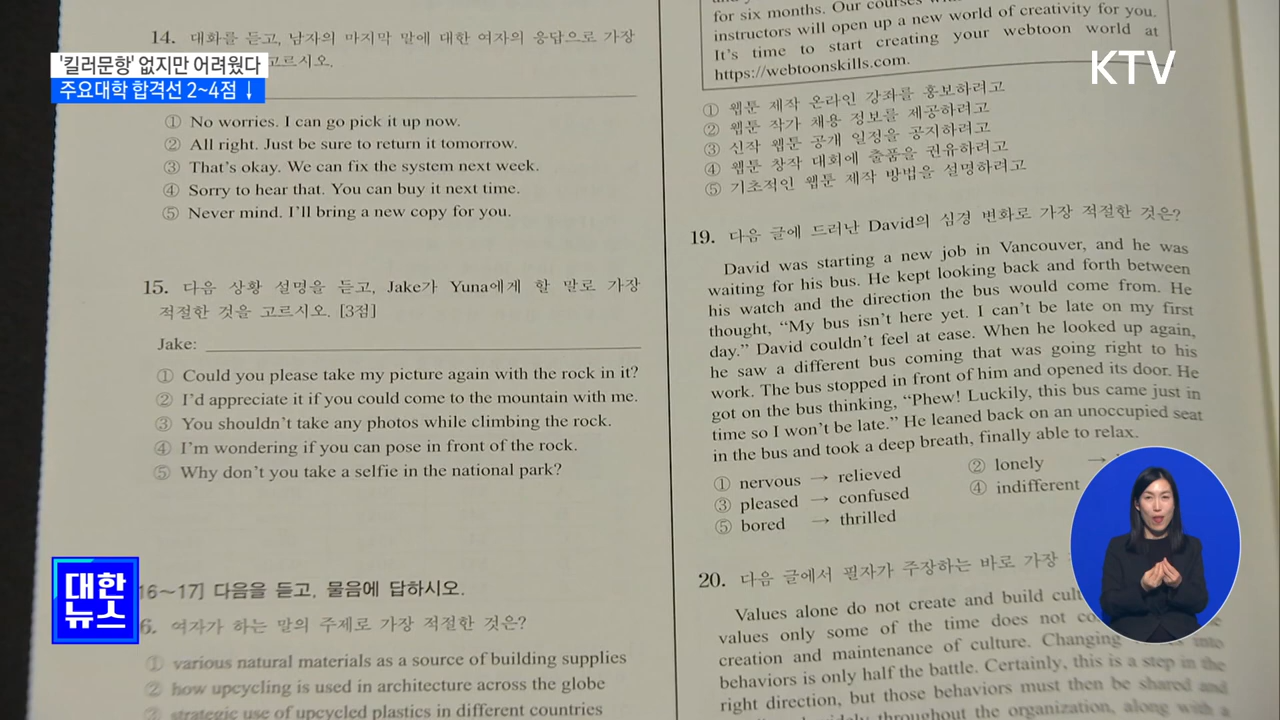 '킬러문항' 없지만 어려웠다
주요대학 합격선 2~4점 ↓
KTV
14. 대화를 듣고, 남자의 마지막 말에 대한 여자의 응답으로 가장
고르시오.
① No worries. I can go pick it up now.
② All right. Just be sure to return it tomorrow.
③ That's okay. We can fix the system next week.
④ Sorry to hear that. You can buy it next time.
⑤ Never mind. I'll bring a new copy for you.
15. 다음 상황 설명을 듣고, Jake가 Yuna에게 할 말로 가장
적절한 것을 고르시오. [3점]
Jake:
① Could you please take my picture again with the rock in it?
② I'd appreciate it if you could come to the mountain with me.
③ You shouldn't take any photos while climbing the rock.
④ I'm wondering if you can pose in front of the rock.
⑤ Why don't you take a selfie in the national park?
16~17] 다음을 듣고, 물음에 답하시오.
6. 여자가 하는 말의 주제로 가장 적절한 것은?
① various natural materials as a source of building supplies
② how upcycling is used in architecture across the globe
③ strategic use of upcycled plastics in different countries
for six months. Our courses
instructors will open up a new world of creativity for you.
It's time to start creating your webtoon world at
https://webtoonskills.com.
① 웹툰 제작 온라인 강좌를 홍보하려고
② 웹툰 작가 채용 정보를 제공하려고
③ 신작 웹툰 공개 일정을 공지하려고
④ 웹툰 창작 대회에 출품을 권유하려고
⑤ 기초적인 웹툰 제작 방법을 설명하려고
19. 다음 글에 드러난 David의 심경 변화로 가장 적절한 것은?
David was starting a new job in Vancouver, and he was
waiting for his bus. He kept looking back and forth between
his watch and the direction the bus would come from. He
thought, “My bus isn't here yet. I can't be late on my first
day.” David couldn't feel at ease. When he looked up again,
he saw a different bus coming that was going right to his
work. The bus stopped in front of him and opened its door. He
got on the bus thinking, “Phew! Luckily, this bus came just in
time so I won't be late.” He leaned back on an unoccupied seat
in the bus and took a deep breath, finally able to relax.
① nervous → relieved
② lonely →
③ pleased → confused
④ indifferent
⑤ bored → thrilled
20. 다음 글에서 필자가 주장하는 바로 가장
Values alone do not create and build
values only some of the time does not
creation and maintenance of culture. Changing into
behaviors is only half the battle. Certainly, this is a step in the
right direction, but those behaviors must then be shared and
throughout the organization, along with a
대한
뉴스